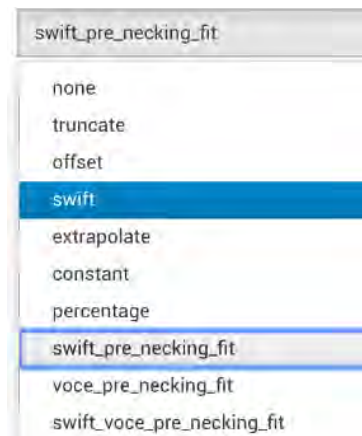 swift_pre_necking_fit
none
truncate
offset
swift
extrapolate
constant
percentage
swift_pre_necking_fit
voce_pre_necking_fit
swift_voce_pre_necking_fit